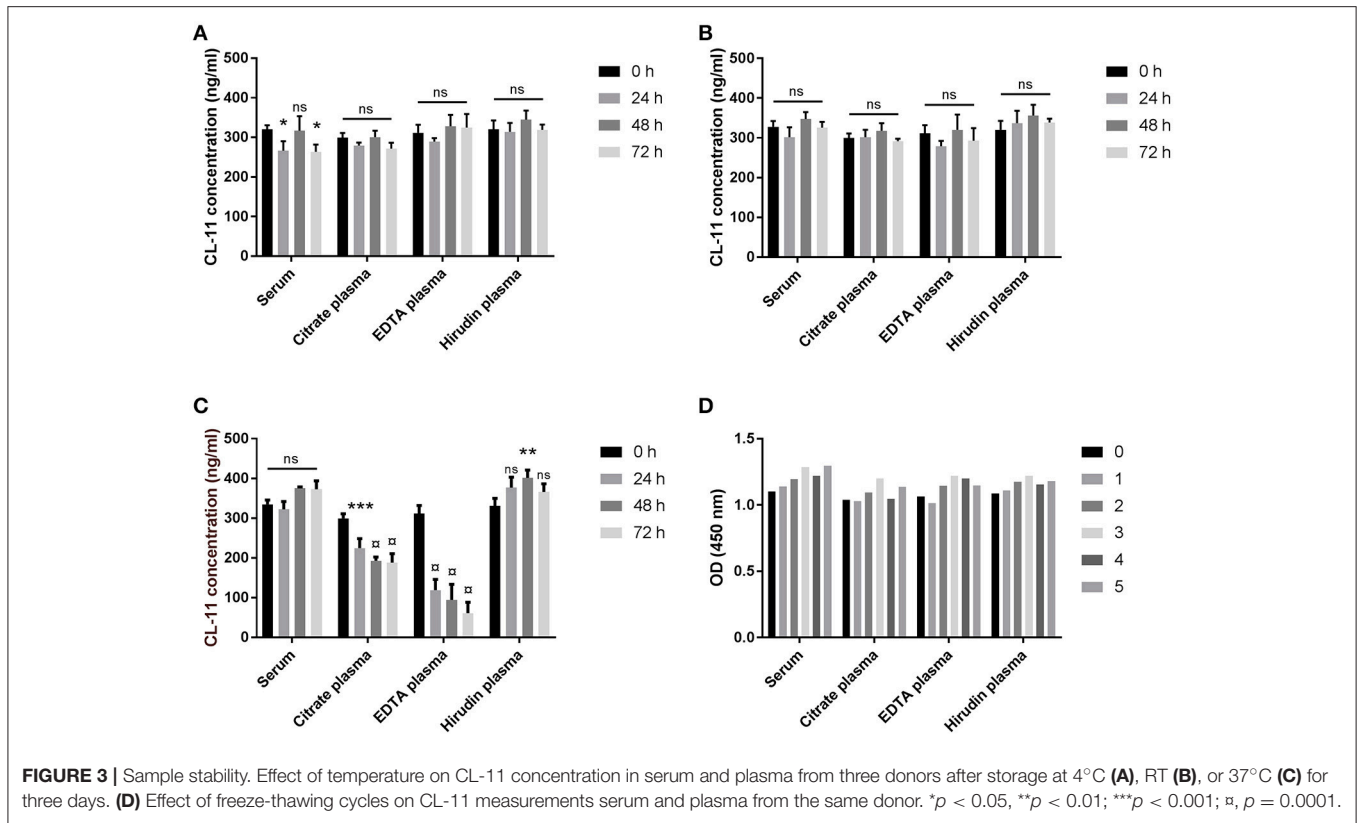 A
CL-11 concentration (ng/ml)
500
400
300
200
100
0
* ns *
ns
ns
ns
Serum
Citrate plasma
EDTA plasma
Hirudin plasma
0 h
24 h
48 h
72 h
B
CL-11 concentration (ng/ml)
500
400
300
200
100
0
ns
ns
ns
ns
Serum
Citrate plasma
EDTA plasma
Hirudin plasma
0 h
24 h
48 h
72 h
C
CL-11 concentration (ng/ml)
500
400
300
200
100
0
ns
*** ¤ ¤
¤ ¤ ¤
ns ** ns
Serum
Citrate plasma
EDTA plasma
Hirudin plasma
0 h
24 h
48 h
72 h
D
OD (450 nm)
1.5
1.0
0.5
0.0
Serum
Citrate plasma
EDTA plasma
Hirudin plasma
0
1
2
3
4
5
FIGURE 3 | Sample stability. Effect of temperature on CL-11 concentration in serum and plasma from three donors after storage at 4°C (A), RT (B), or 37°C (C) for
three days. (D) Effect of freeze-thawing cycles on CL-11 measurements serum and plasma from the same donor. *p < 0.05, **p < 0.01; ***p < 0.001; ¤, p = 0.0001.